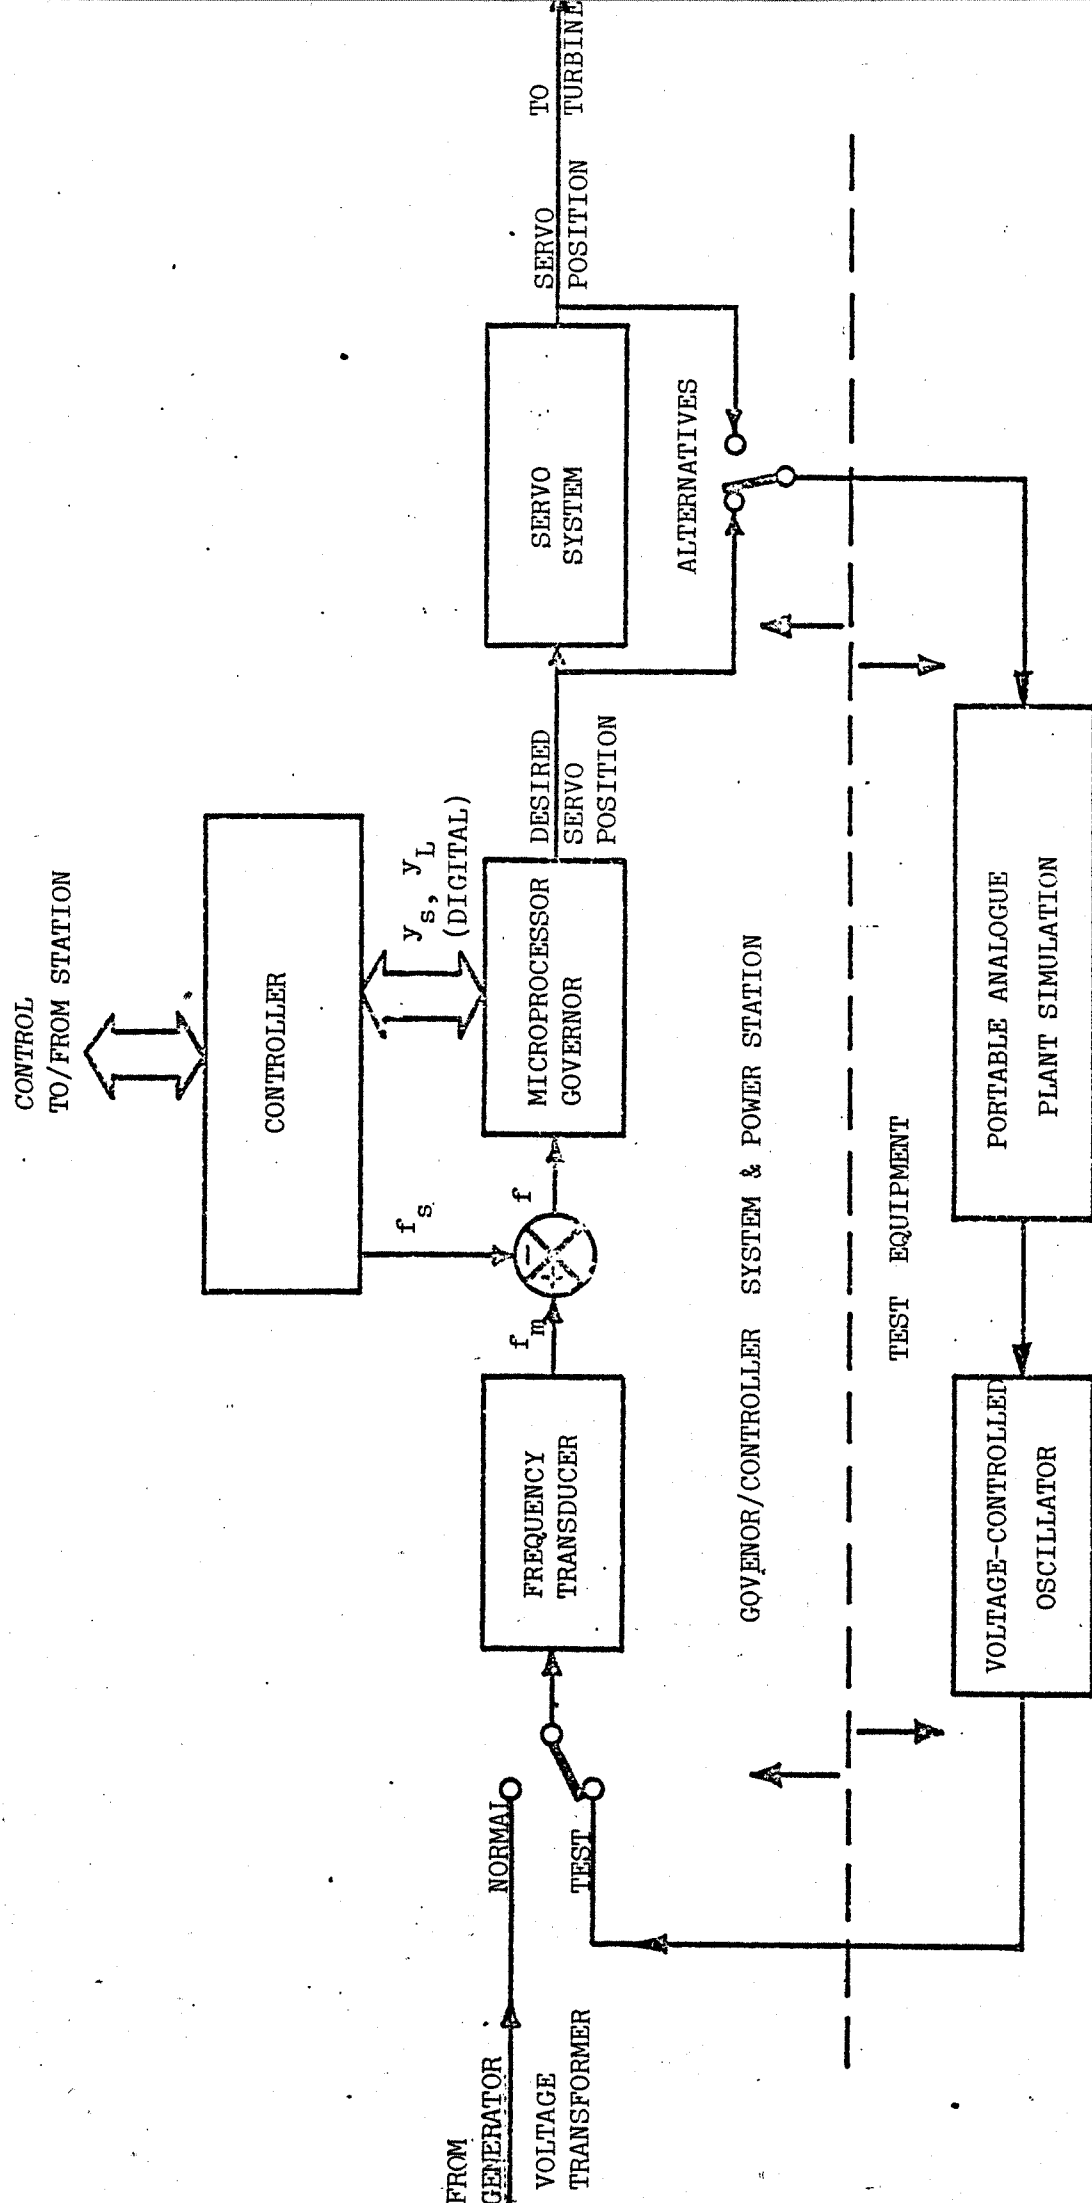 CONTROL
TO/FROM STATION
CONTROLLER
f s
y s, y L
(DIGITAL)
FROM
GENERATOR
VOLTAGE
TRANSFORMER
NORMAL
TEST
FREQUENCY
TRANSDUCER
f m
+
-
f
MICROPROCESSOR
GOVERNOR
DESIRED
SERVO
POSITION
SERVO
SYSTEM
SERVO
POSITION
TO
TURBINE
ALTERNATIVES
GOVENOR/CONTROLLER SYSTEM & POWER STATION
TEST EQUIPMENT
VOLTAGE-CONTROLLED
OSCILLATOR
PORTABLE ANALOGUE
PLANT SIMULATION